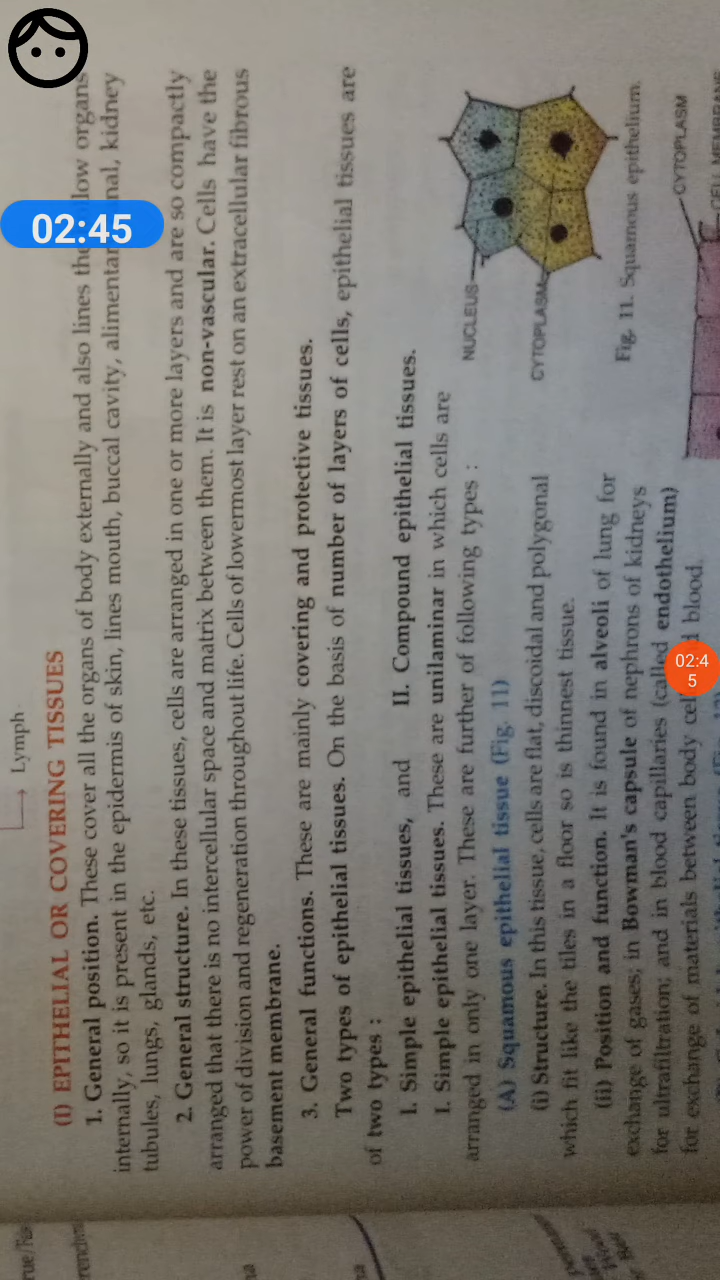 Lymph
(I) EPITHELIAL OR COVERING TISSUES
1. General position. These cover all the organs of body externally and also lines the organs
internally, so it is present in the epidermis of skin, lines mouth, buccal cavity, kidney
tubules, lungs, glands, etc.
2. General structure. In these tissues, cells are arranged in one or more layers and are so compactly
arranged that there is no intercellular space and matrix between them. It is non-vascular. Cells have the
power of division and regeneration throughout life. Cells of lowermost layer rest on an extracellular fibrous
basement membrane.
3. General functions. These are mainly covering and protective tissues.
Two types of epithelial tissues. On the basis of number of layers of cells, epithelial tissues are
of two types :
I. Simple epithelial tissues, and II. Compound epithelial tissues.
I. Simple epithelial tissues. These are unilaminar in which cells are
arranged in only one layer. These are further of following types :
(A) Squamous epithelial tissue (Fig. 11)
(i) Structure. In this tissue, cells are flat, discoidal and polygonal
which fit like the tiles in a floor so is thinnest tissue.
(ii) Position and function. It is found in alveoli of lung for
exchange of gases; in Bowman's capsule of nephrons of kidneys
for ultrafiltration; and in blood capillaries (called endothelium)
for exchange of materials between body blood.
NUCLEUS
CYTOPLASM
Fig. 11. Squamous epithelium.
CYTOPLASM
02:45
02:4
5